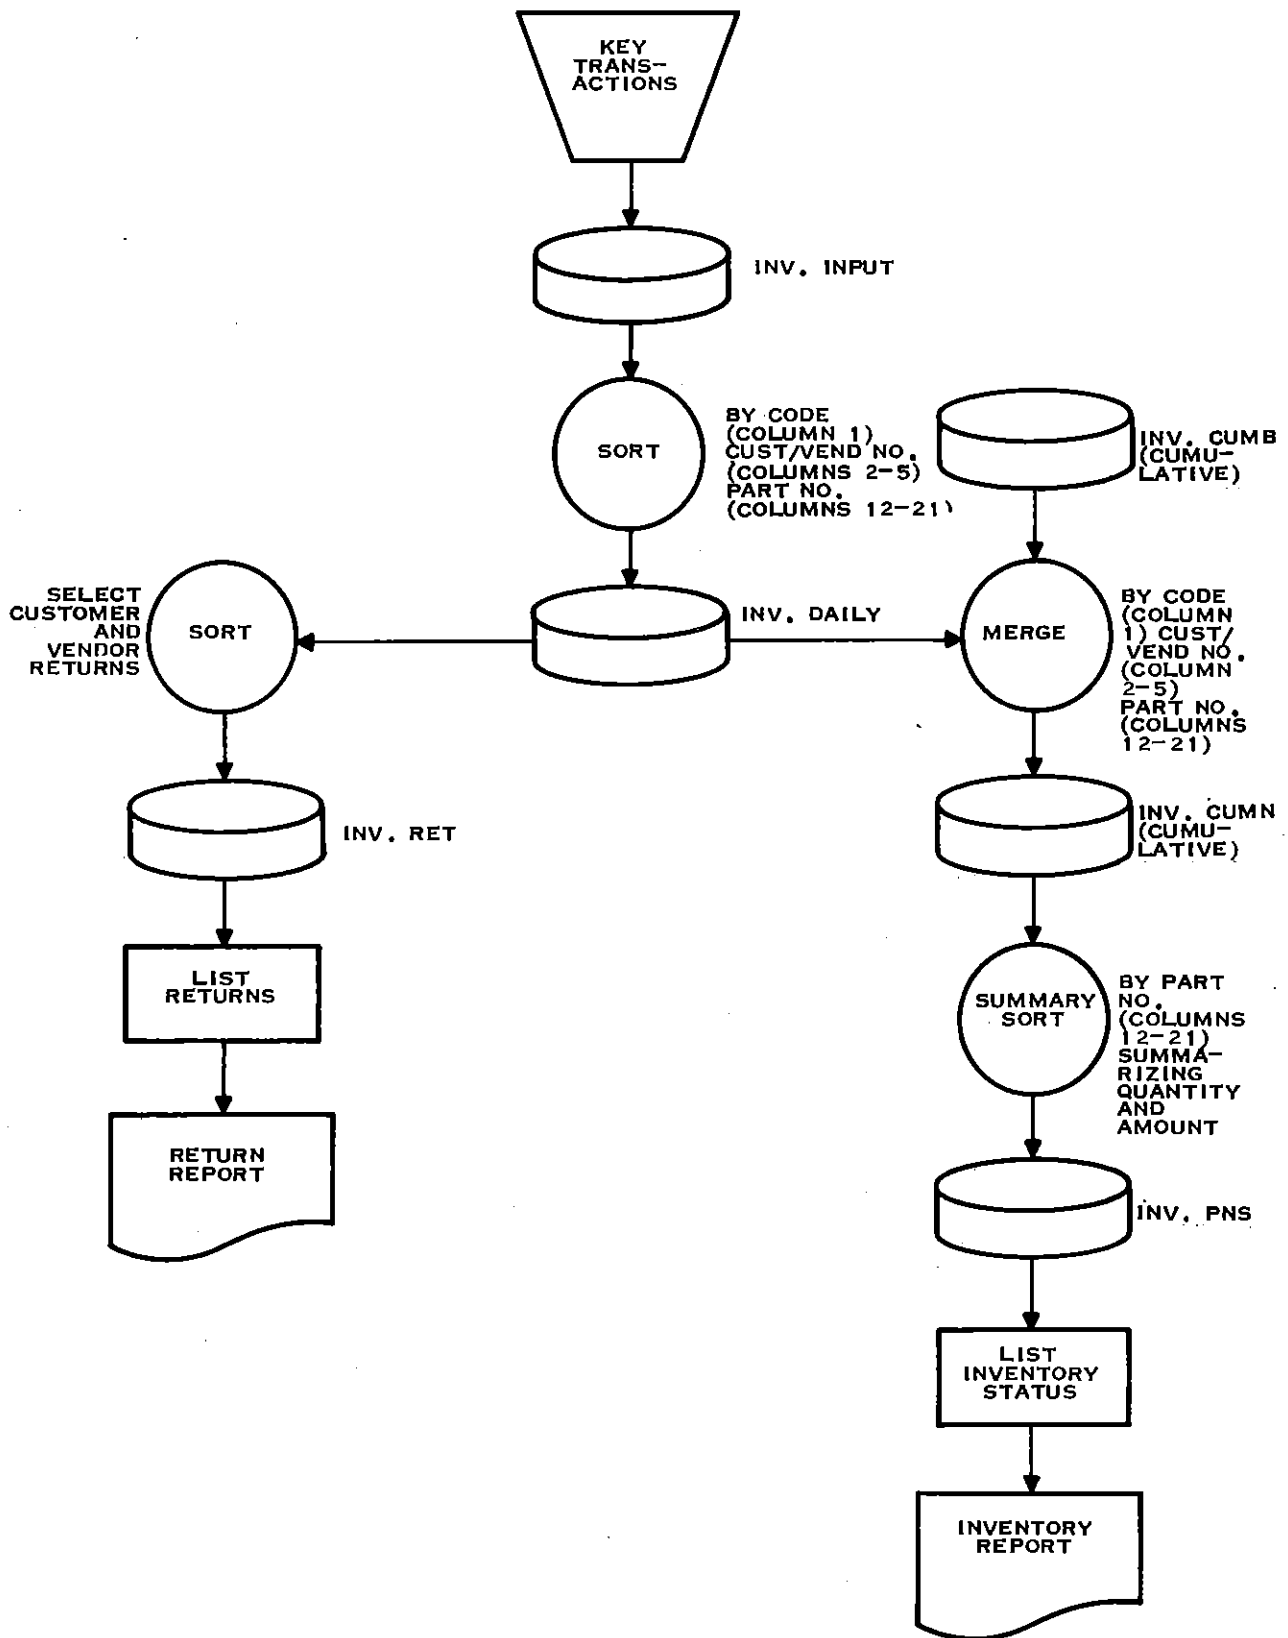 KEY
TRANS-
ACTIONS
INV. INPUT
SORT
BY CODE
(COLUMN 1)
CUST/VEND NO.
(COLUMNS 2-5)
PART NO.
(COLUMNS 12-21)
INV. CUMB
(CUMU-
LATIVE)
SELECT
CUSTOMER
AND
VENDOR
RETURNS
SORT
INV. DAILY
MERGE
BY CODE
(COLUMN
1) CUST/
VEND NO.
(COLUMN
2-5)
PART NO.
(COLUMNS
12-21)
INV. RET
INV. CUMN
(CUMU-
LATIVE)
LIST
RETURNS
SUMMARY
SORT
BY PART
NO.
(COLUMNS
12-21)
SUMMA-
RIZING
QUANTITY
AND
AMOUNT
RETURN
REPORT
INV. PNS
LIST
INVENTORY
STATUS
INVENTORY
REPORT